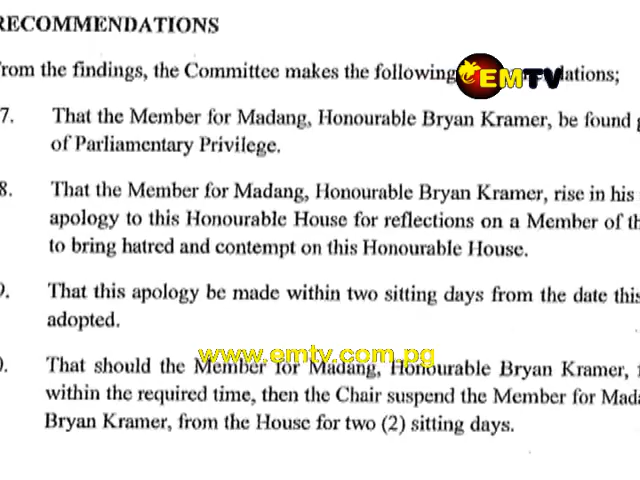 RECOMMENDATIONS
From the findings, the Committee makes the following
EMTV
7. That the Member for Madang, Honourable Bryan Kramer, be found
of Parliamentary Privilege.
8. That the Member for Madang, Honourable Bryan Kramer, rise in his
apology to this Honourable House for reflections on a Member of
to bring hatred and contempt on this Honourable House.
9. That this apology be made within two sitting days from the date this
adopted.
www.emtv.com.pg
0. That should the Member for Madang, Honourable Bryan Kramer,
within the required time, then the Chair suspend the Member for
Bryan Kramer, from the House for two (2) sitting days.